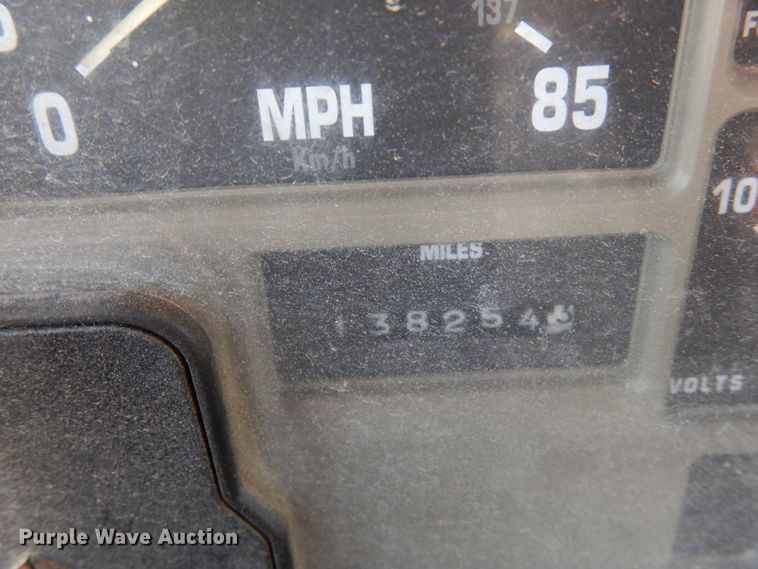 137
0 MPH 85
Km/h
10
MILES
138254
VOLTS
Purple Wave Auction